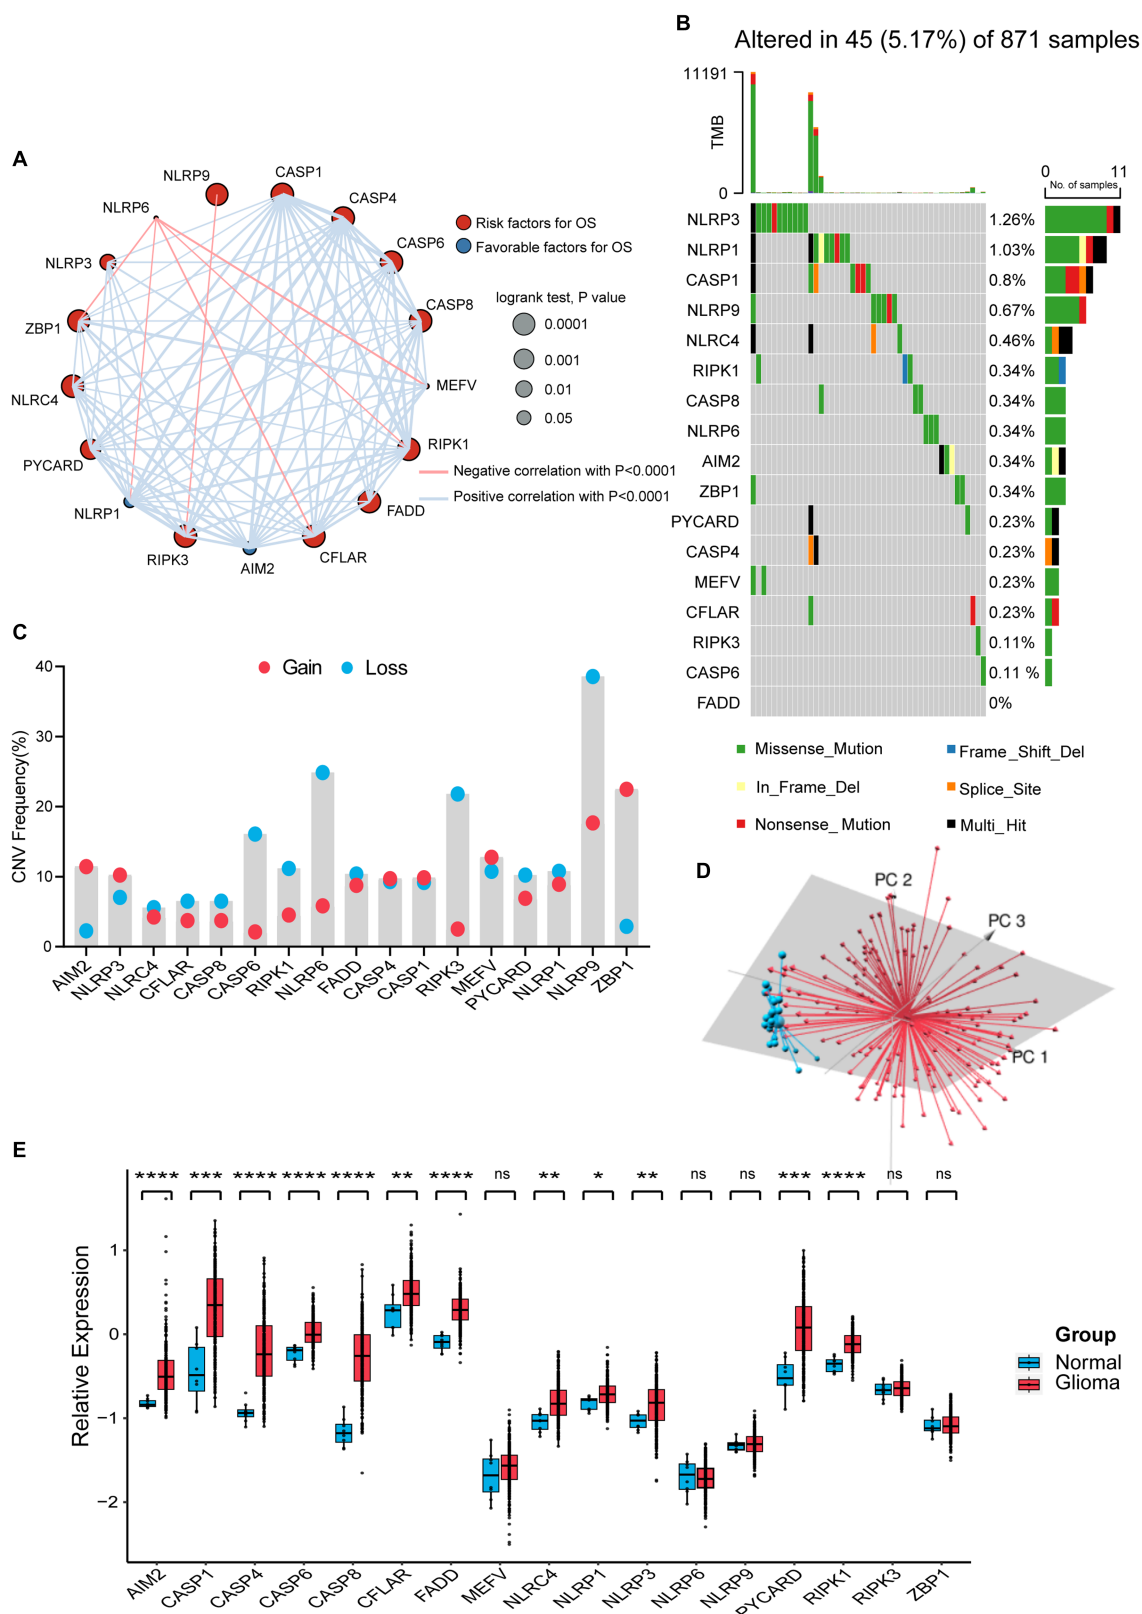 B
Altered in 45 (5.17%) of 871 samples
11191
TMB
0
0 11
No. of samples
NLRP3 1.26%
NLRP1 1.03%
CASP1 0.8%
NLRP9 0.67%
NLRC4 0.46%
RIPK1 0.34%
CASP8 0.34%
NLRP6 0.34%
AIM2 0.34%
ZBP1 0.34%
PYCARD 0.23%
CASP4 0.23%
MEFV 0.23%
CFLAR 0.23%
RIPK3 0.11%
CASP6 0.11 %
FADD 0%
Missense_Mution
Frame_Shift_Del
In_Frame_Del
Splice_Site
Nonsense_ Mution
Multi_Hit
A
NLRP9
CASP1
CASP4
NLRP6
CASP6
NLRP3
CASP8
ZBP1
MEFV
NLRC4
RIPK1
PYCARD
FADD
NLRP1
CFLAR
RIPK3
AIM2
Risk factors for OS
Favorable factors for OS
logrank test, P value
0.0001
0.001
0.01
0.05
Negative correlation with P<0.0001
Positive correlation with P<0.0001
C
Gain
Loss
CNV Frequency(%)
40
30
20
10
0
AIM2
NLRP3
NLRC4
CFLAR
CASP8
CASP6
RIPK1
NLRP6
FADD
CASP4
CASP1
RIPK3
MEFV
PYCARD
NLRP1
NLRP9
ZBP1
D
PC 2
PC 3
PC 1
E
**** *** **** **** **** ** **** ns ** * ** ns ns *** **** ns ns
Relative Expression
1
0
−1
−2
Group
Normal
Glioma
AIM2
CASP1
CASP4
CASP6
CASP8
CFLAR
FADD
MEFV
NLRC4
NLRP1
NLRP3
NLRP6
NLRP9
PYCARD
RIPK1
RIPK3
ZBP1